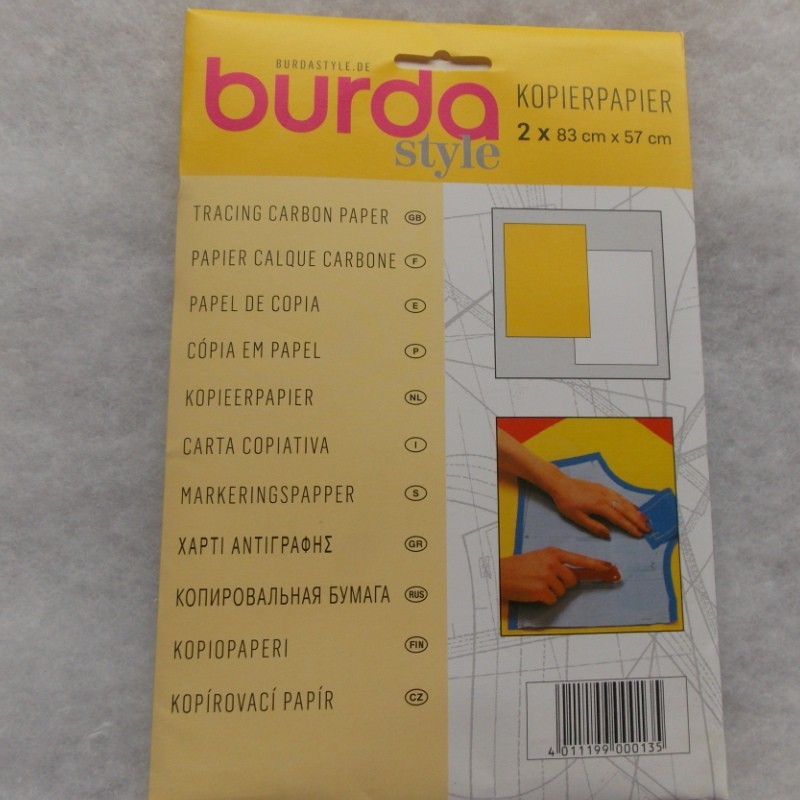 BURDASTYLE.DE
burda
style
KOPIERPAPIER
2 x 83 cm x 57 cm
TRACING CARBON PAPER GB
PAPIER CALQUE CARBONE F
PAPEL DE COPIA E
CÓPIA EM PAPEL P
KOPIEERPAPIER NL
CARTA COPIATIVA I
MARKERINGSPAPPER S
ΧΑΡΤΙ ΑΝΤΙΓΡΑΦΗΣ GR
КОПИРОВАЛЬНАЯ БУМАГА RUS
KOPIOPAPERI FIN
KOPÍROVACÍ PAPÍR CZ
4 011199 000135